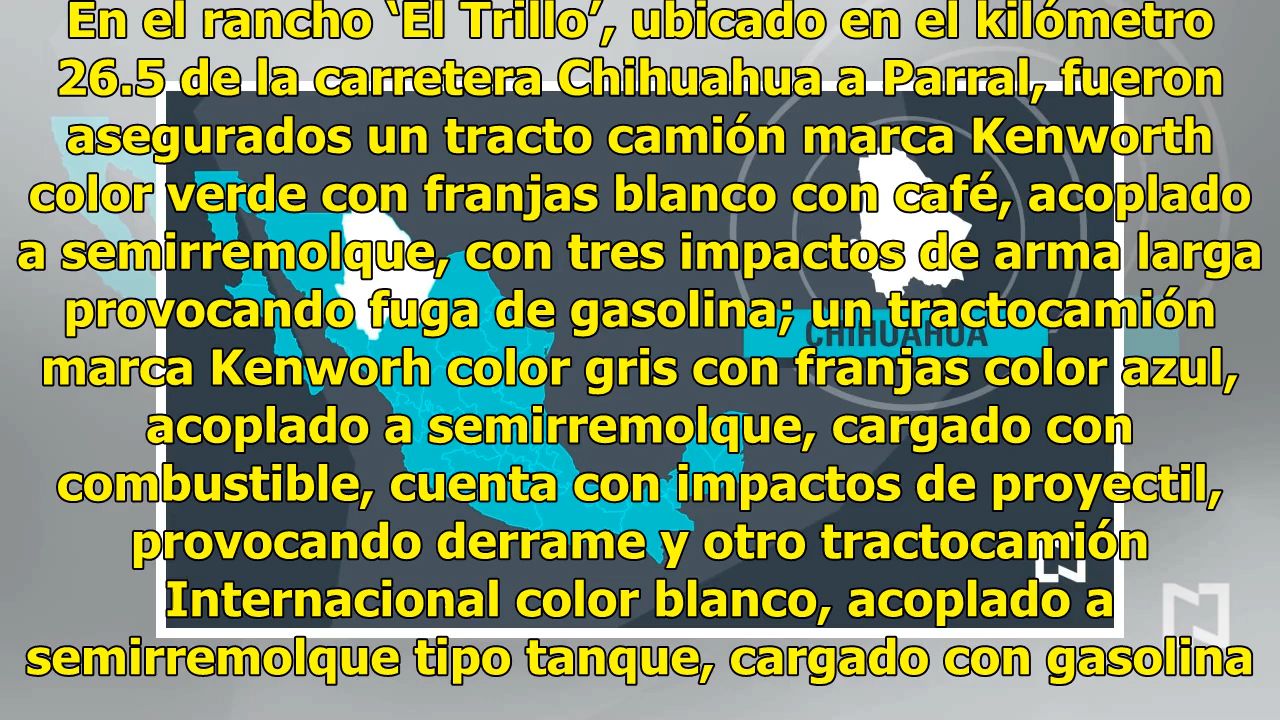 En el rancho ‘El Trillo’, ubicado en el kilómetro
26.5 de la carretera Chihuahua a Parral, fueron
asegurados un tracto camión marca Kenworth
color verde con franjas blanco con café, acoplado
a semirremolque, con tres impactos de arma larga
provocando fuga de gasolina; un tractocamión
CHIHUAHUA
marca Kenworh color gris con franjas color azul,
acoplado a semirremolque, cargado con
combustible, cuenta con impactos de proyectil,
provocando derrame y otro tractocamión
Internacional color blanco, acoplado a
semirremolque tipo tanque, cargado con gasolina